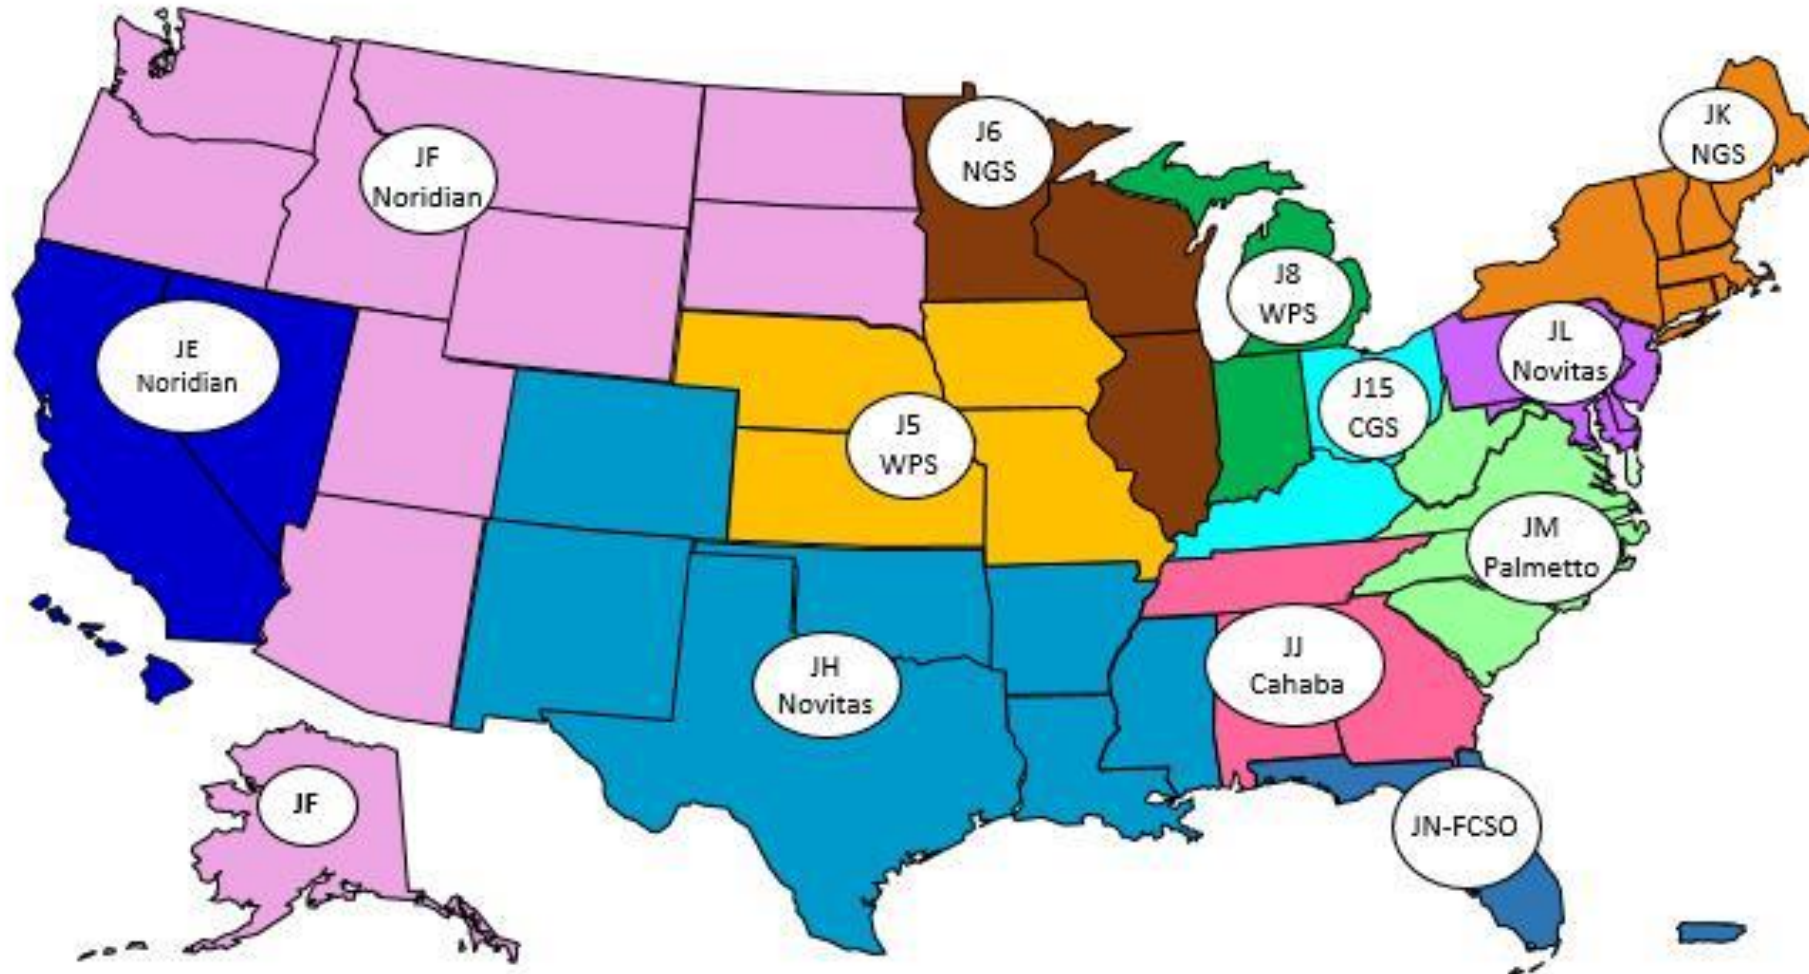 JF
Noridian
J6
NGS
JK
NGS
J8
WPS
JE
Noridian
JL
Novitas
J15
CGS
J5
WPS
JM
Palmetto
JH
Novitas
JJ
Cahaba
JF
JN-FCSO